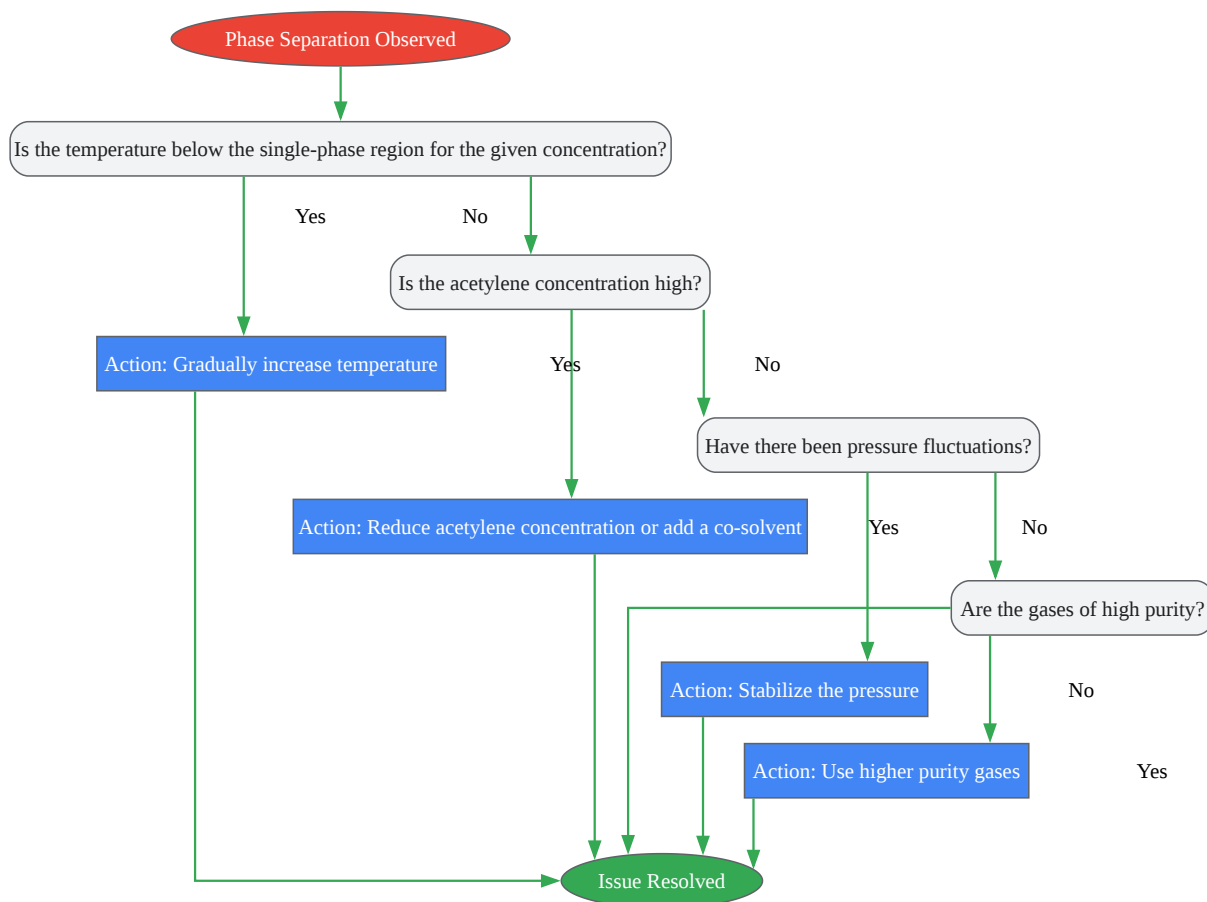 Phase Separation Observed
Is the temperature below the single-phase region for the given concentration?
Yes
No
Is the acetylene concentration high?
Action: Gradually increase temperature
Yes
No
Have there been pressure fluctuations?
Action: Reduce acetylene concentration or add a co-solvent
Yes
No
Are the gases of high purity?
Action: Stabilize the pressure
No
Action: Use higher purity gases
Yes
Issue Resolved